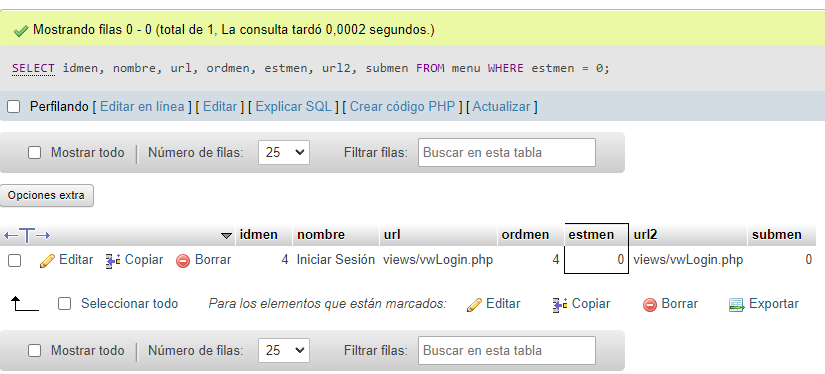 Mostrando filas 0 - 0 (total de 1, La consulta tardó 0,0002 segundos.)
SELECT idmen, nombre, url, ordmen, estmen, url2, submen FROM menu WHERE estmen = 0;
Perfilando [ Editar en línea ] [ Editar ] [ Explicar SQL ] [ Crear código PHP ] [ Actualizar ]
Mostrar todo Número de filas: 25 Filtrar filas: Buscar en esta tabla
Opciones extra
idmen nombre url ordmen estmen url2 submen
Editar Copiar Borrar 4 Iniciar Sesión views/vwLogin.php 4 0 views/vwLogin.php 0
Seleccionar todo Para los elementos que están marcados: Editar Copiar Borrar Exportar
Mostrar todo Número de filas: 25 Filtrar filas: Buscar en esta tabla